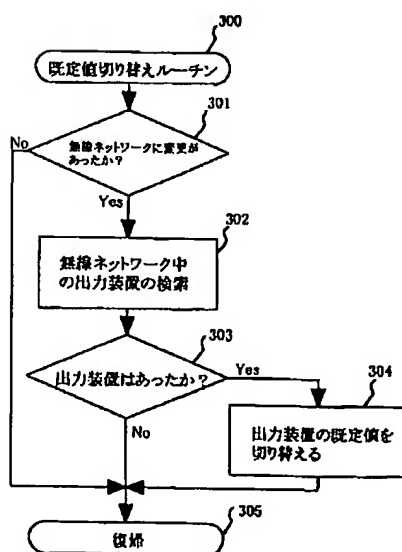 300
既定値切り替えルーチン
301
No
無線ネットワークに変更が
あったか？
Yes
302
無線ネットワーク中
の出力装置の検索
303
出力装置はあったか？
Yes
304
No
出力装置の既定値を
切り替える
305
復帰